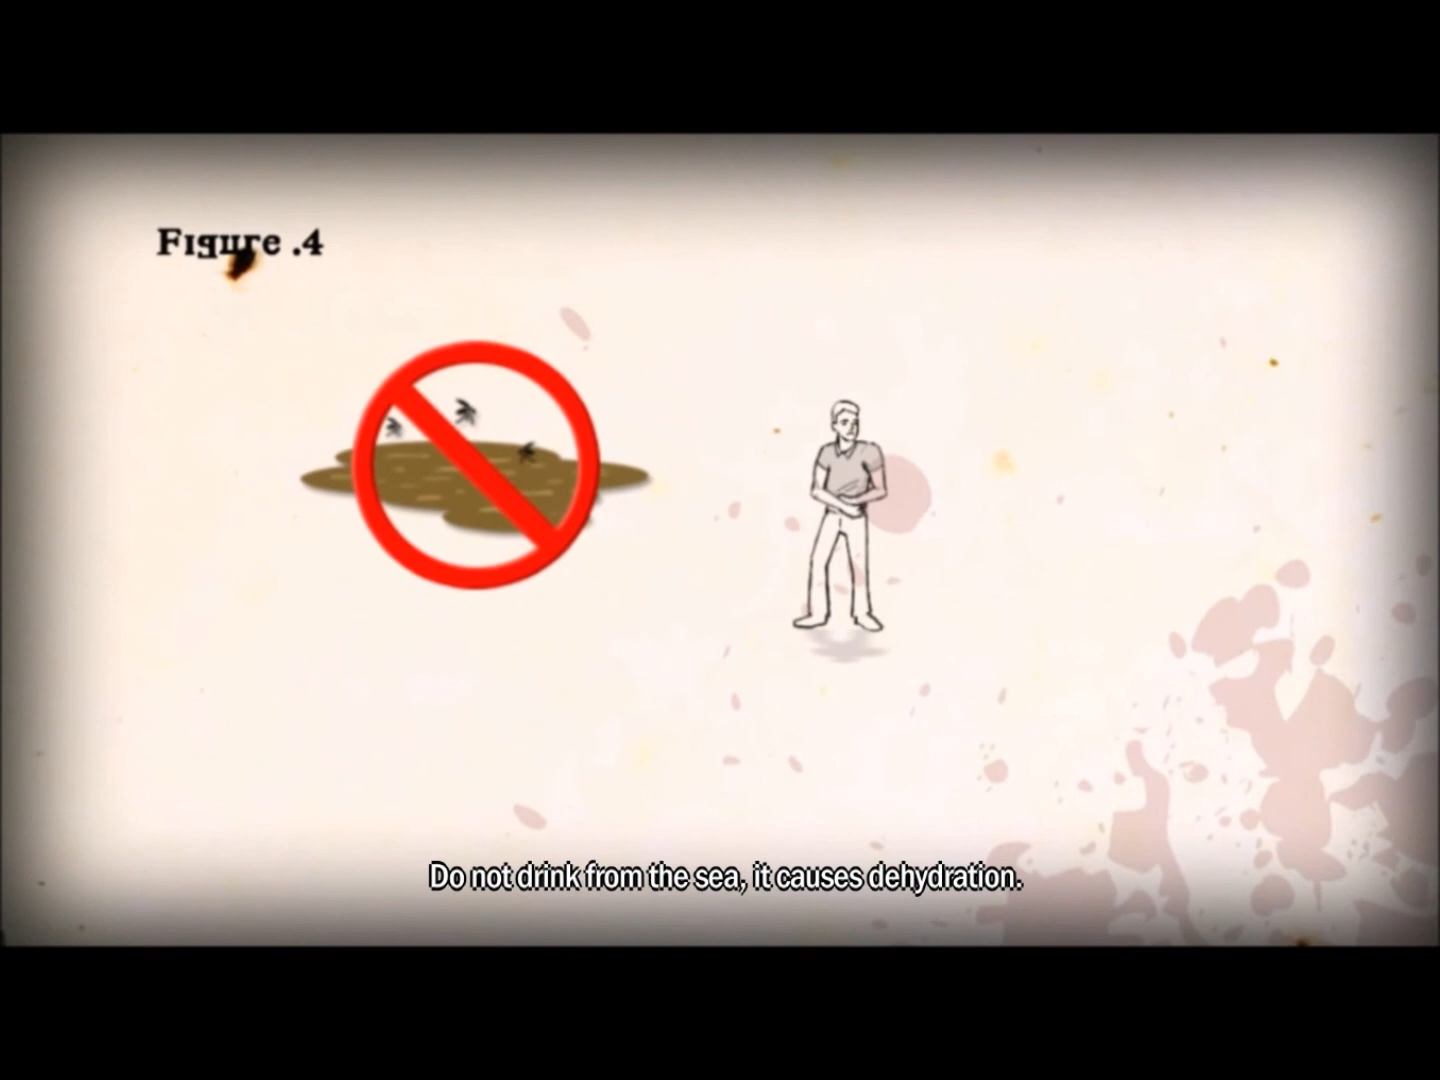 Figure .4
Do not drink from the sea, it causes dehydration.